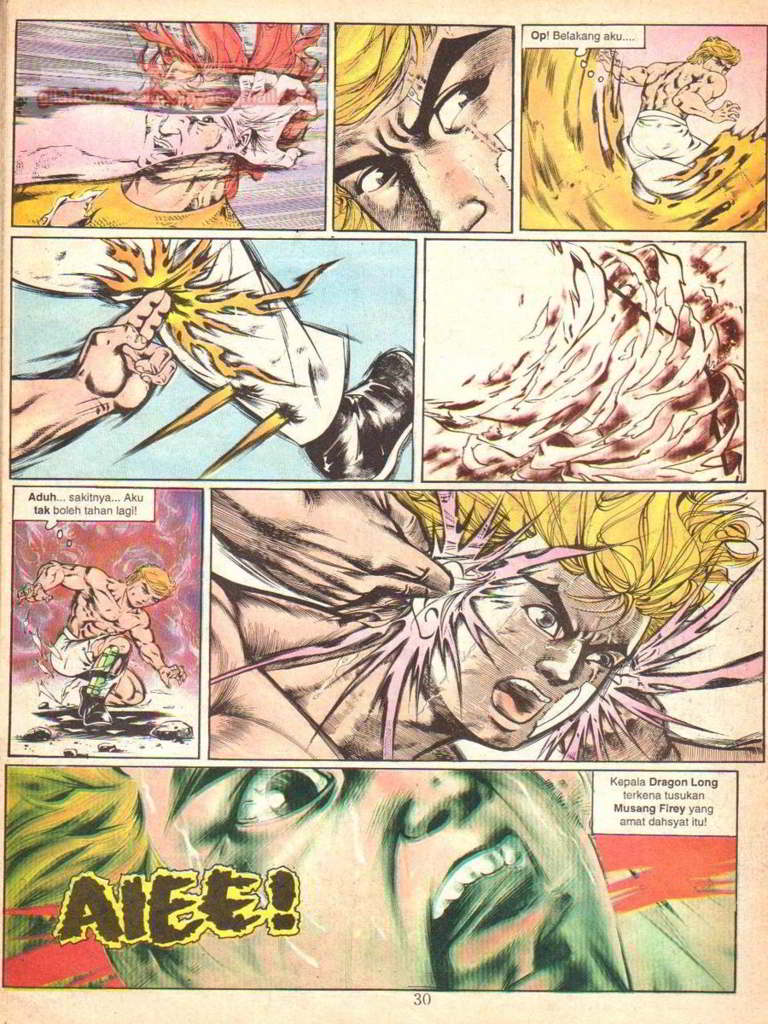 Op! Belakang aku....
Aduh... sakitnya... Aku
tak boleh tahan lagi!
Kepala Dragon Long
terkena tusukan
Musang Firey yang
amat dahsyat itu!
AIEE!
30